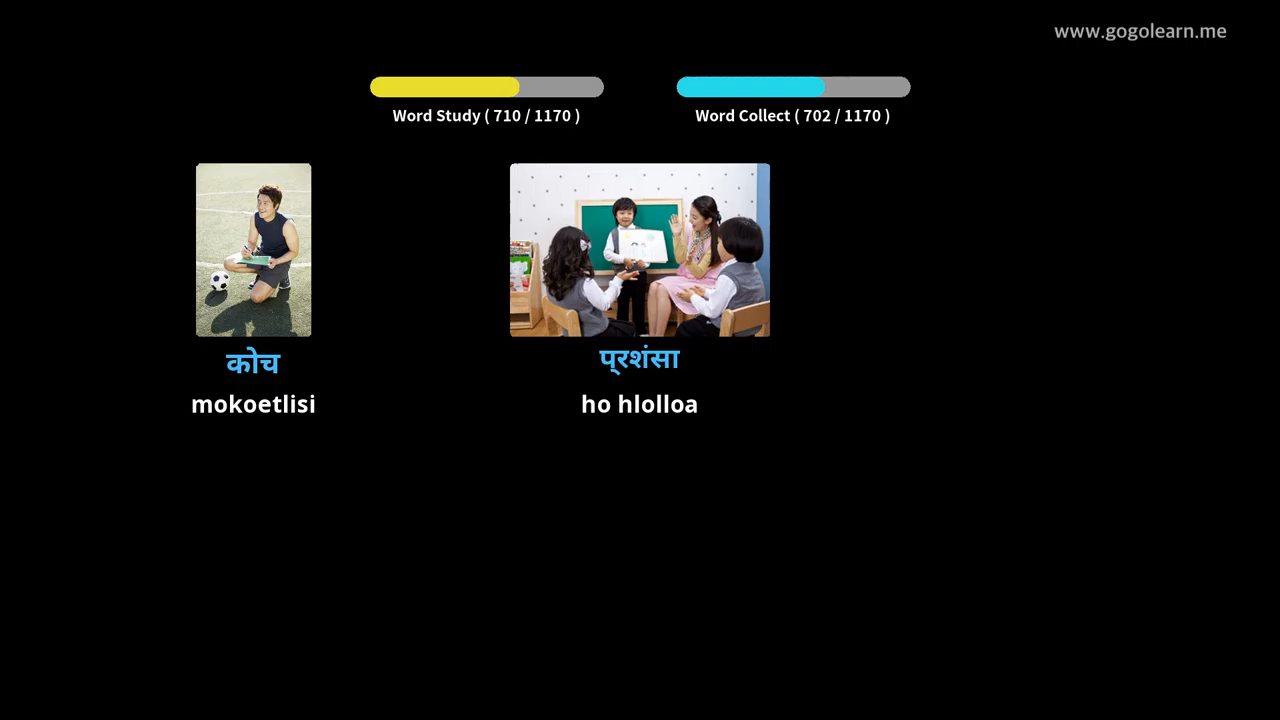 www.gogolearn.me
Word Study ( 710 / 1170 )
Word Collect ( 702 / 1170 )
कोच
प्रशंसा
mokoetlisi
ho hlolloa